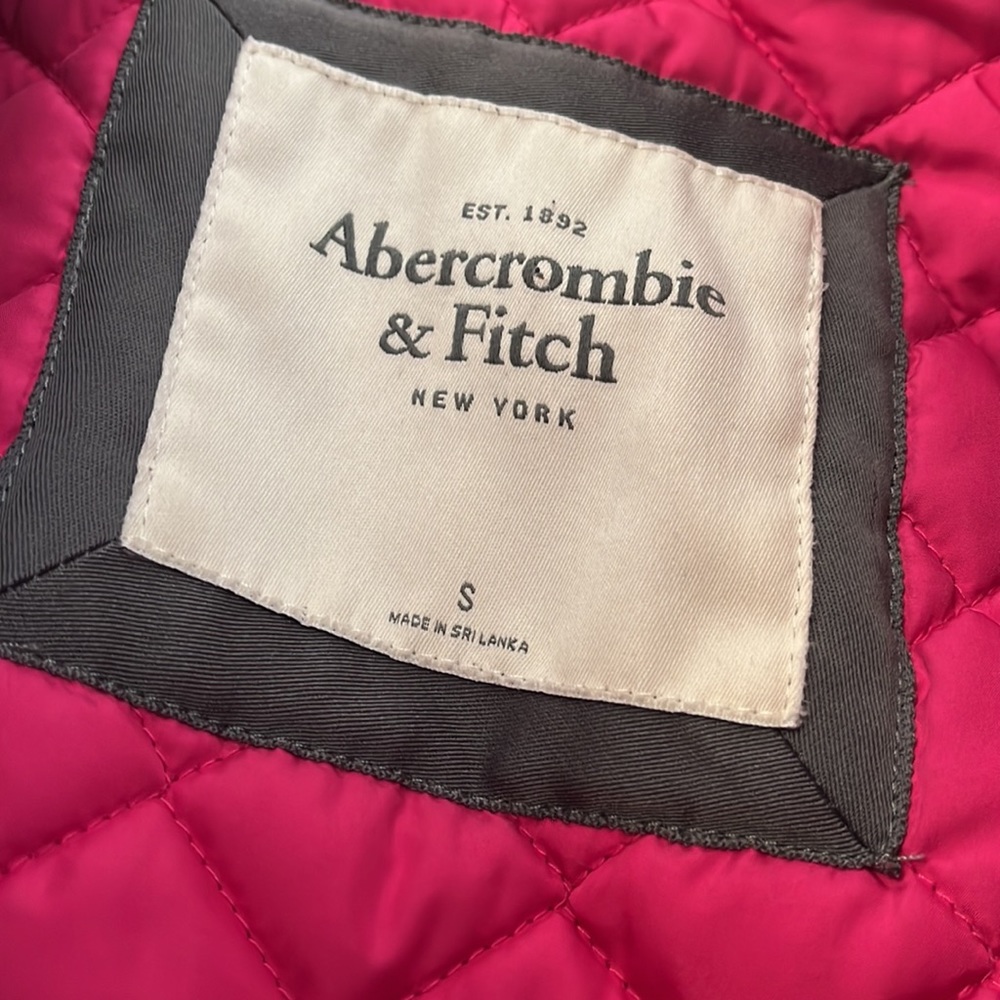 EST. 1892
Abercrombie
& Fitch
NEW YORK
S
MADE IN SRI LANKA